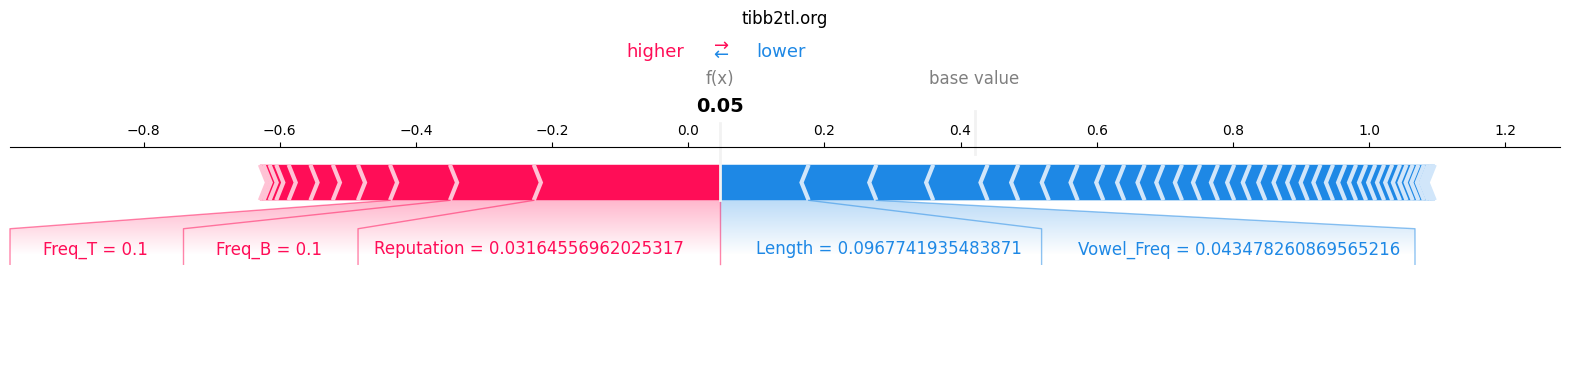 tibb2tl.org
higher → ← lower
f(x) base value
0.05
−0.8 −0.6 −0.4 −0.2 0.0 0.2 0.4 0.6 0.8 1.0 1.2
Freq_T = 0.1 Freq_B = 0.1 Reputation = 0.03164556962025317 Length = 0.0967741935483871 Vowel_Freq = 0.043478260869565216